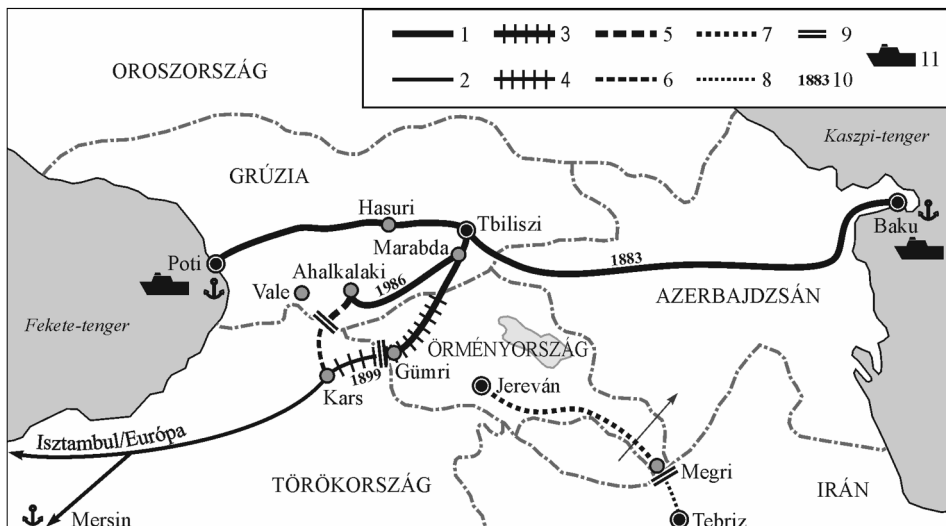 1 3 5 7 9 11
2 4 6 8 1883 10
OROSZORSZÁG
Kaszpi-tenger
GRÚZIA
Hasuri
Tbiliszi
Baku
Marabda
Poti
1883
Ahalkalaki
1986
Vale
AZERBAJDZSÁN
Fekete-tenger
ÖRMÉNYORSZÁG
Gümri
1899
Kars
Jereván
Isztambul/Európa
Megri
TÖRÖKORSZÁG
IRÁN
Mersin
Tebriz